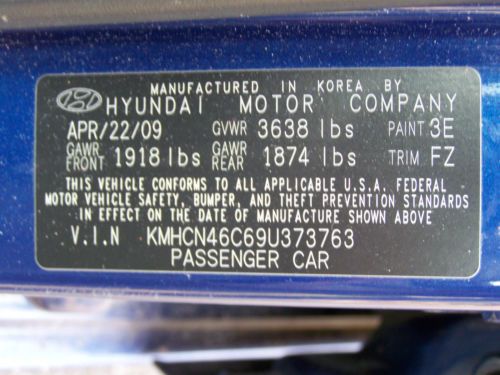 MANUFACTURED IN KOREA BY
HYUNDAI MOTOR COMPANY
APR/22/09 GVWR 3638 lbs PAINT 3E
GAWR FRONT 1918 lbs GAWR REAR 1874 lbs TRIM FZ
THIS VEHICLE CONFORMS TO ALL APPLICABLE U.S.A. FEDERAL
MOTOR VEHICLE SAFETY, BUMPER, AND THEFT PREVENTION STANDARDS
IN EFFECT ON THE DATE OF MANUFACTURE SHOWN ABOVE
V.I.N KMHCN46C69U373763
PASSENGER CAR